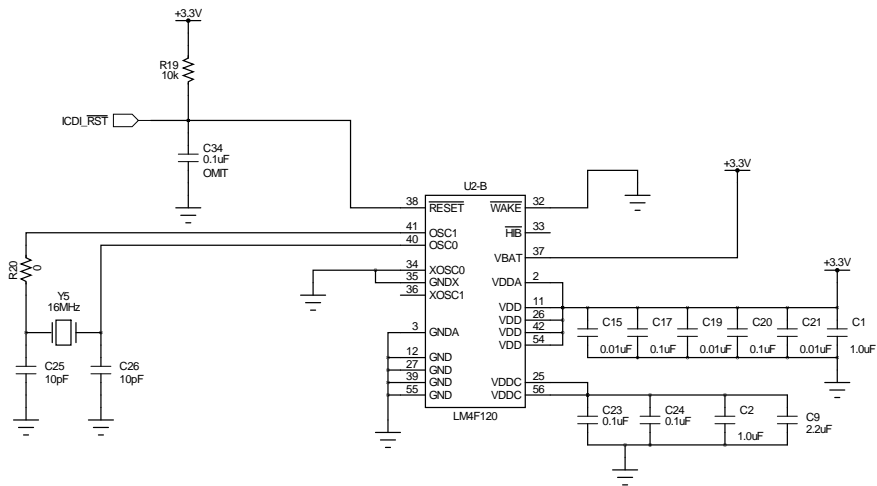 +3.3V
R19
10k
ICDI_RST
C34
0.1uF
OMIT
+3.3V
U2-B
38 RESET WAKE 32
41 OSC1 HIB 33
40 OSC0
VBAT 37
34 XOSC0
35 GNDX VDDA 2
36 XOSC1
VDD 11
VDD 26
3 GNDA VDD 42
VDD 54
12 GND
27 GND
39 GND VDDC 25
55 GND VDDC 56
LM4F120
R20
0
Y5
16MHz
C25
10pF
C26
10pF
+3.3V
C15
0.01uF
C17
0.1uF
C19
0.01uF
C20
0.1uF
C21
0.01uF
C1
1.0uF
C23
0.1uF
C24
0.1uF
C2
1.0uF
C9
2.2uF